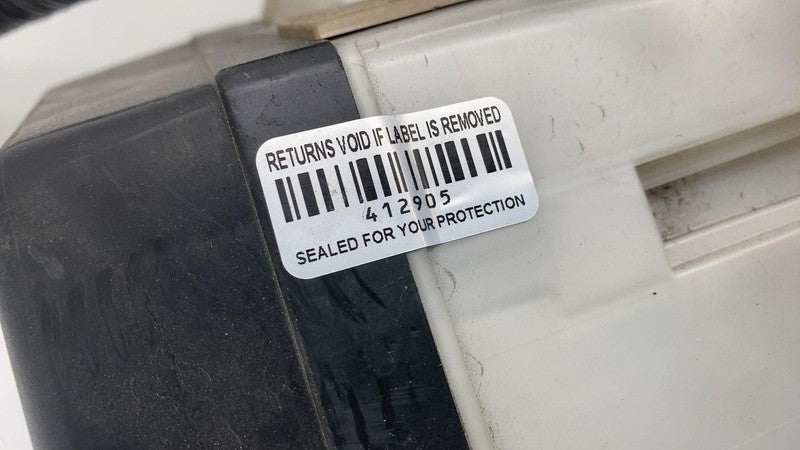 RETURNS VOID IF LABEL IS REMOVED
412905
SEALED FOR YOUR PROTECTION